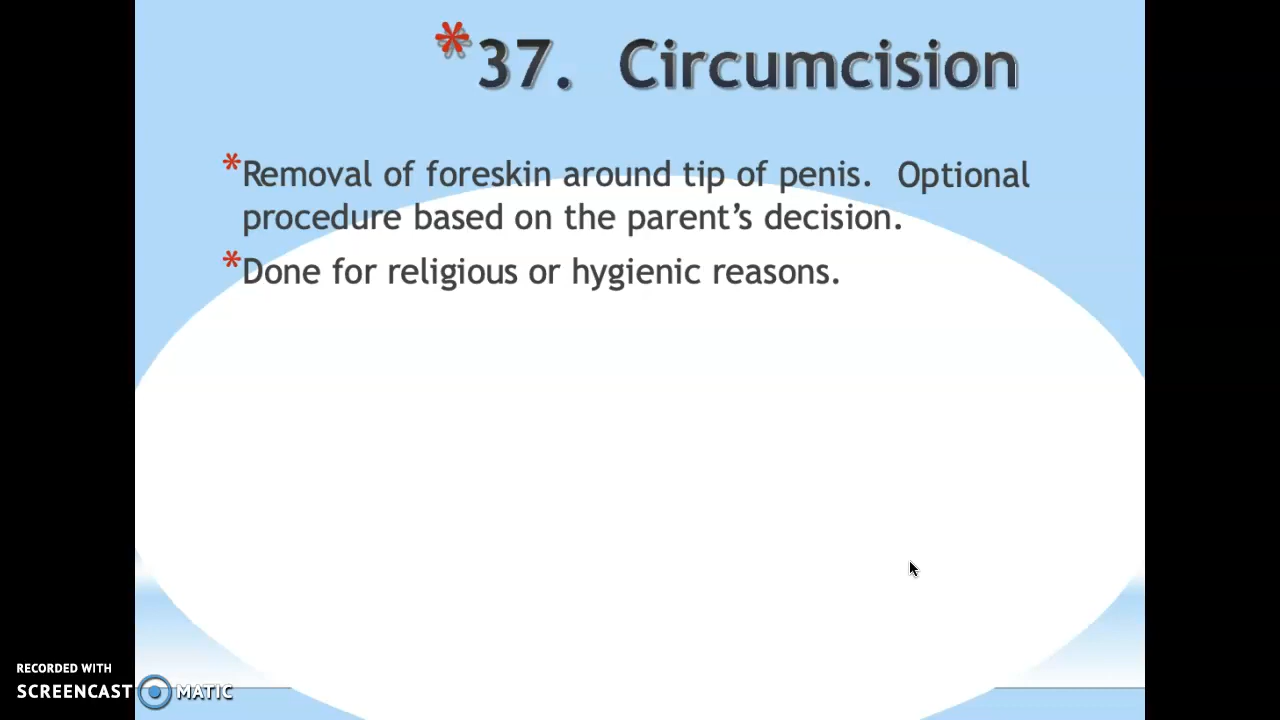 *37.  Circumcision
*Removal of foreskin around tip of penis.  Optional
procedure based on the parent’s decision.
*Done for religious or hygienic reasons.
RECORDED WITH
SCREENCAST MATIC